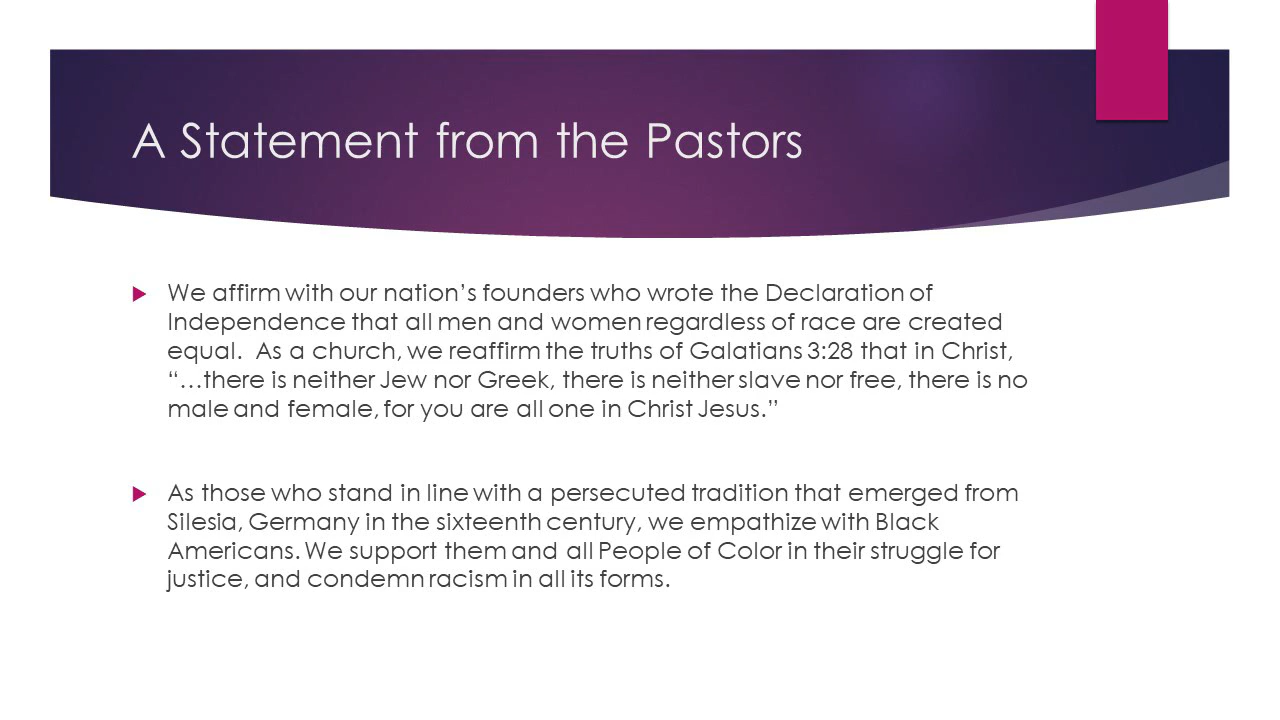 A Statement from the Pastors
We affirm with our nation’s founders who wrote the Declaration of
Independence that all men and women regardless of race are created
equal.  As a church, we reaffirm the truths of Galatians 3:28 that in Christ,
“…there is neither Jew nor Greek, there is neither slave nor free, there is no
male and female, for you are all one in Christ Jesus.”
As those who stand in line with a persecuted tradition that emerged from
Silesia, Germany in the sixteenth century, we empathize with Black
Americans. We support them and all People of Color in their struggle for
justice, and condemn racism in all its forms.